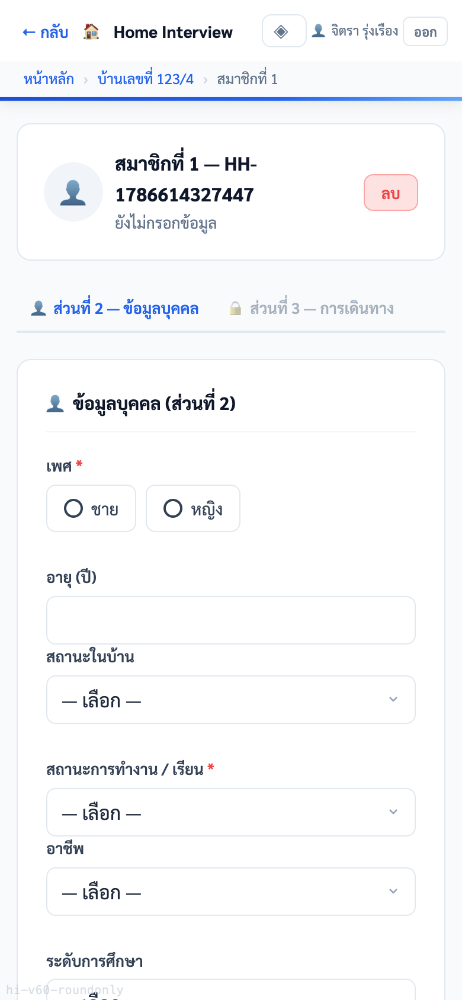 ← กลับ 🏠 Home Interview ◈ 👤 จิตรา รุ่งเรือง ออก
หน้าหลัก › บ้านเลขที่ 123/4 › สมาชิกที่ 1
สมาชิกที่ 1 — HH-
1786614327447
ยังไม่กรอกข้อมูล
ลบ
👤 ส่วนที่ 2 — ข้อมูลบุคคล 🔒 ส่วนที่ 3 — การเดินทาง
👤 ข้อมูลบุคคล (ส่วนที่ 2)
เพศ *
ชาย หญิง
อายุ (ปี)
สถานะในบ้าน
— เลือก —
สถานะการทำงาน / เรียน *
— เลือก —
อาชีพ
— เลือก —
ระดับการศึกษา
hi-v60-roundonly